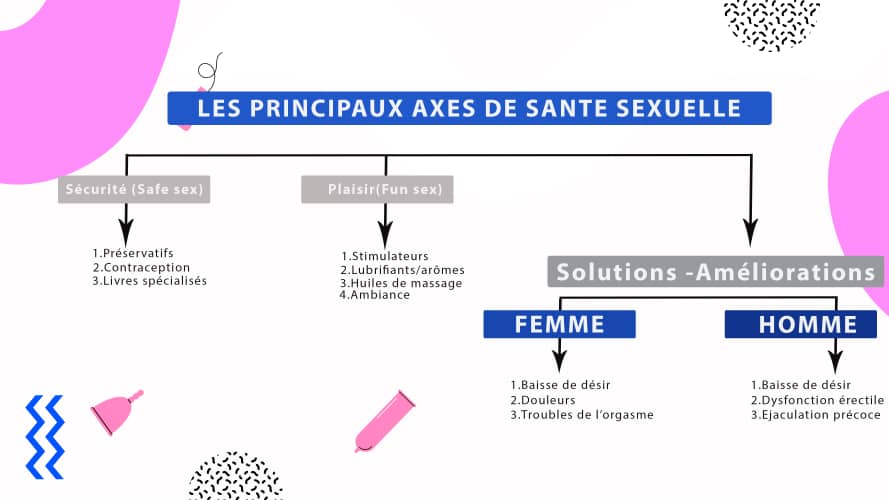 LES PRINCIPAUX AXES DE SANTE SEXUELLE
Sécurité (Safe sex)
1.Préservatifs
2.Contraception
3.Livres spécialisés
Plaisir(Fun sex)
1.Stimulateurs
2.Lubrifiants/arômes
3.Huiles de massage
4.Ambiance
Solutions -Améliorations
FEMME
1.Baisse de désir
2.Douleurs
3.Troubles de l’orgasme
HOMME
1.Baisse de désir
2.Dysfonction érectile
3.Ejaculation précoce